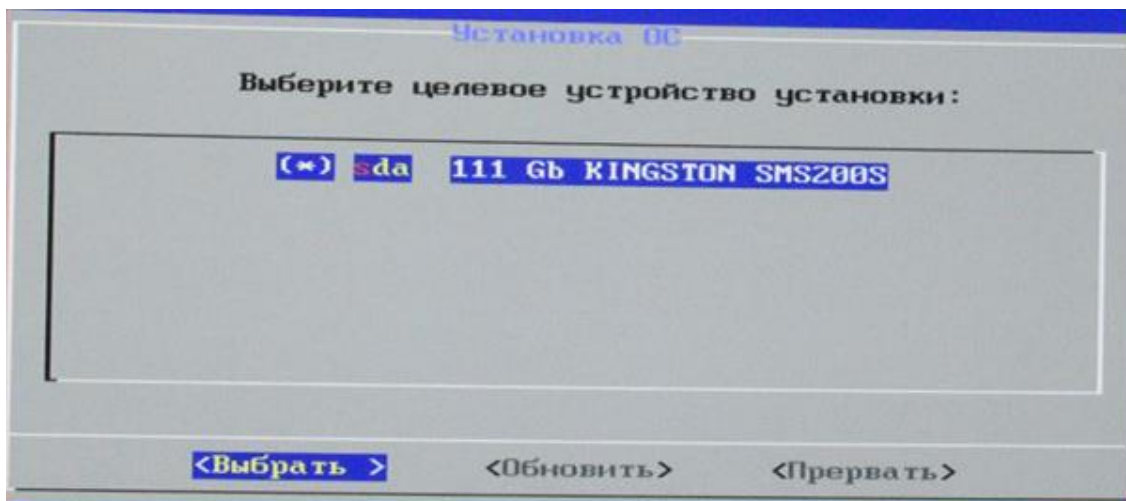 Установка ОС
Выберите целевое устройство установки:
(*) sda 111 Gb KINGSTON SMS200S
<Выбрать > <Обновить> <Прервать>